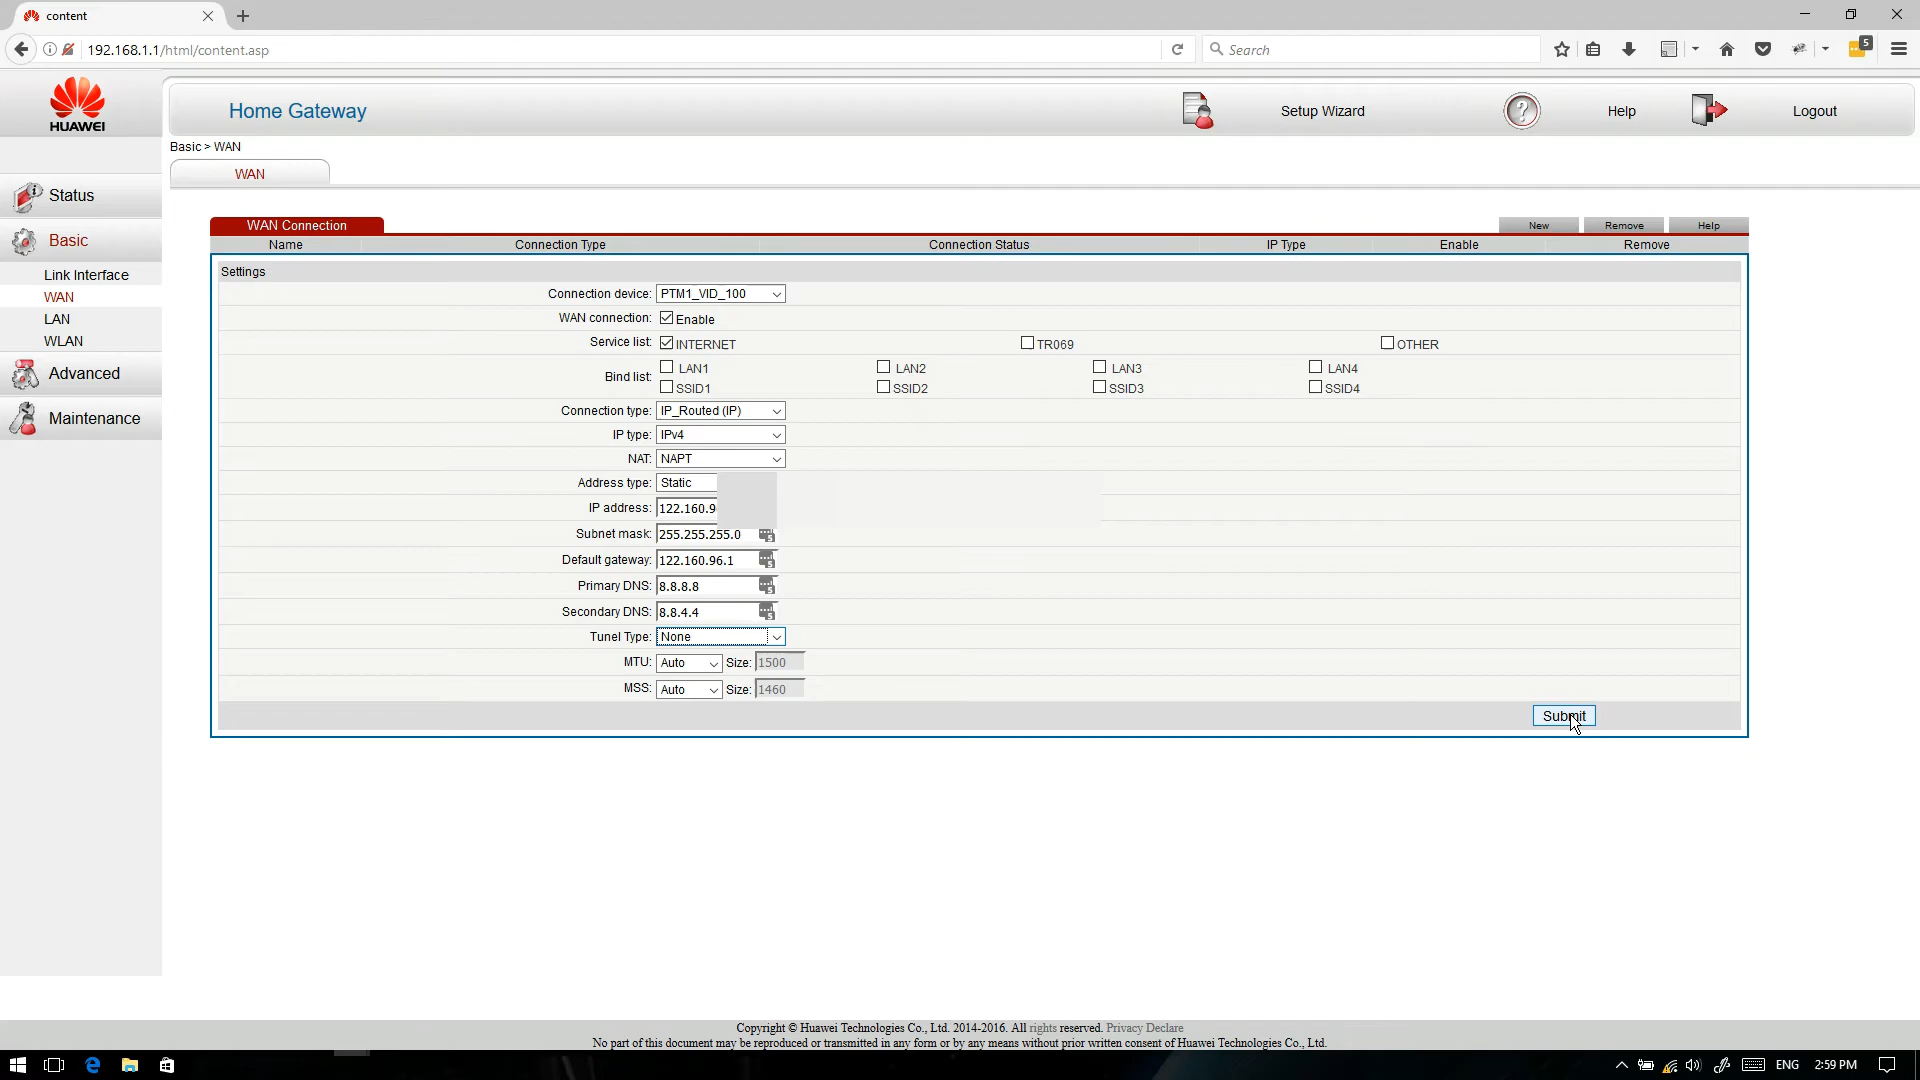 content
5
192.168.1.1/html/content.asp
Search
HUAWEI
Home Gateway
Setup Wizard
Help
Logout
Basic > WAN
WAN
Status
Basic
Link Interface
WAN
LAN
WLAN
Advanced
Maintenance
WAN Connection
New
Remove
Help
Name Connection Type Connection Status IP Type Enable Remove
Settings
Connection device: PTM1_VID_100
WAN connection: Enable
Service list: INTERNET TR069 OTHER
Bind list: LAN1 LAN2 LAN3 LAN4
SSID1 SSID2 SSID3 SSID4
Connection type: IP_Routed (IP)
IP type: IPv4
NAT: NAPT
Address type: Static
IP address: 122.160.9
Subnet mask: 255.255.255.0
Default gateway: 122.160.96.1
Primary DNS: 8.8.8.8
Secondary DNS: 8.8.4.4
Tunel Type: None
MTU: Auto Size: 1500
MSS: Auto Size: 1460
Submit
Copyright © Huawei Technologies Co., Ltd. 2014-2016. All rights reserved. Privacy Declare
No part of this document may be reproduced or transmitted in any form or by any means without prior written consent of Huawei Technologies Co., Ltd.
ENG 2:59 PM